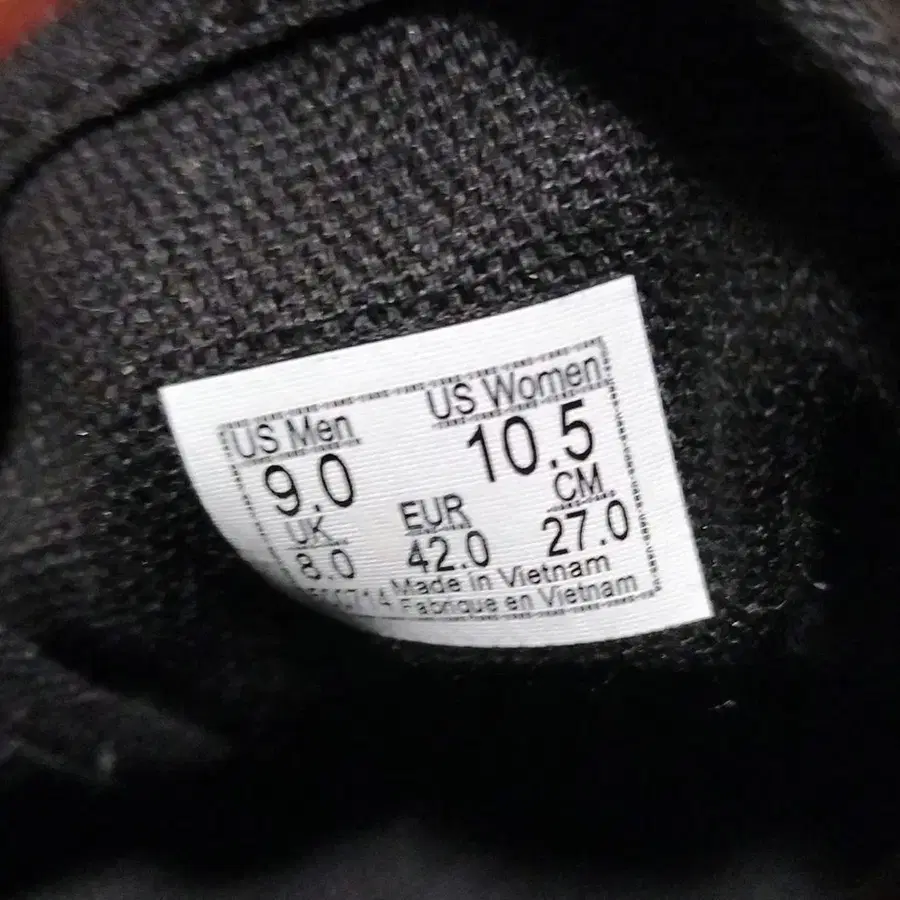 US Men US Women
9.0 10.5
UK EUR CM
8.0 42.0 27.0
Made in Vietnam
Fabrique en Vietnam